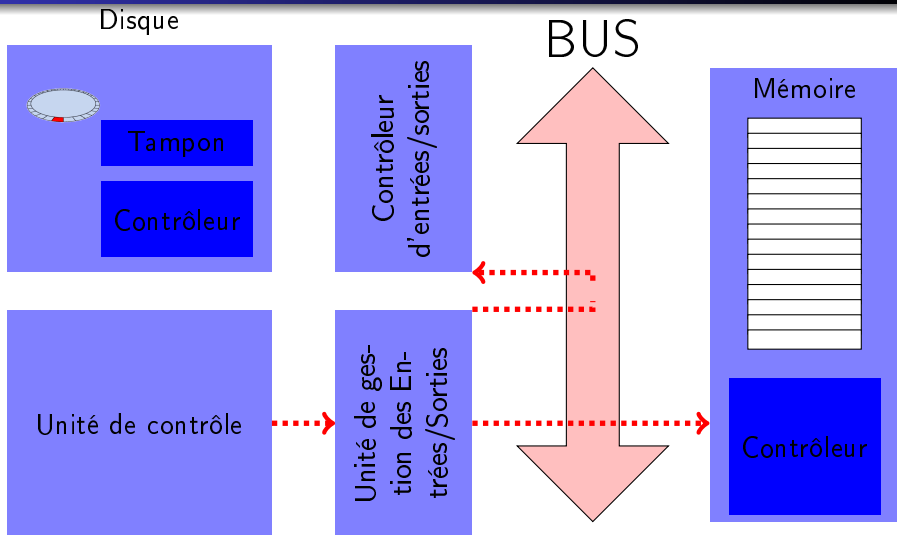 Disque
Tampon
Contrôleur
Contrôleur
d'entrées/sorties
BUS
Mémoire
Contrôleur
Unité de contrôle
Unité de ges-
tion des En-
trées/Sorties